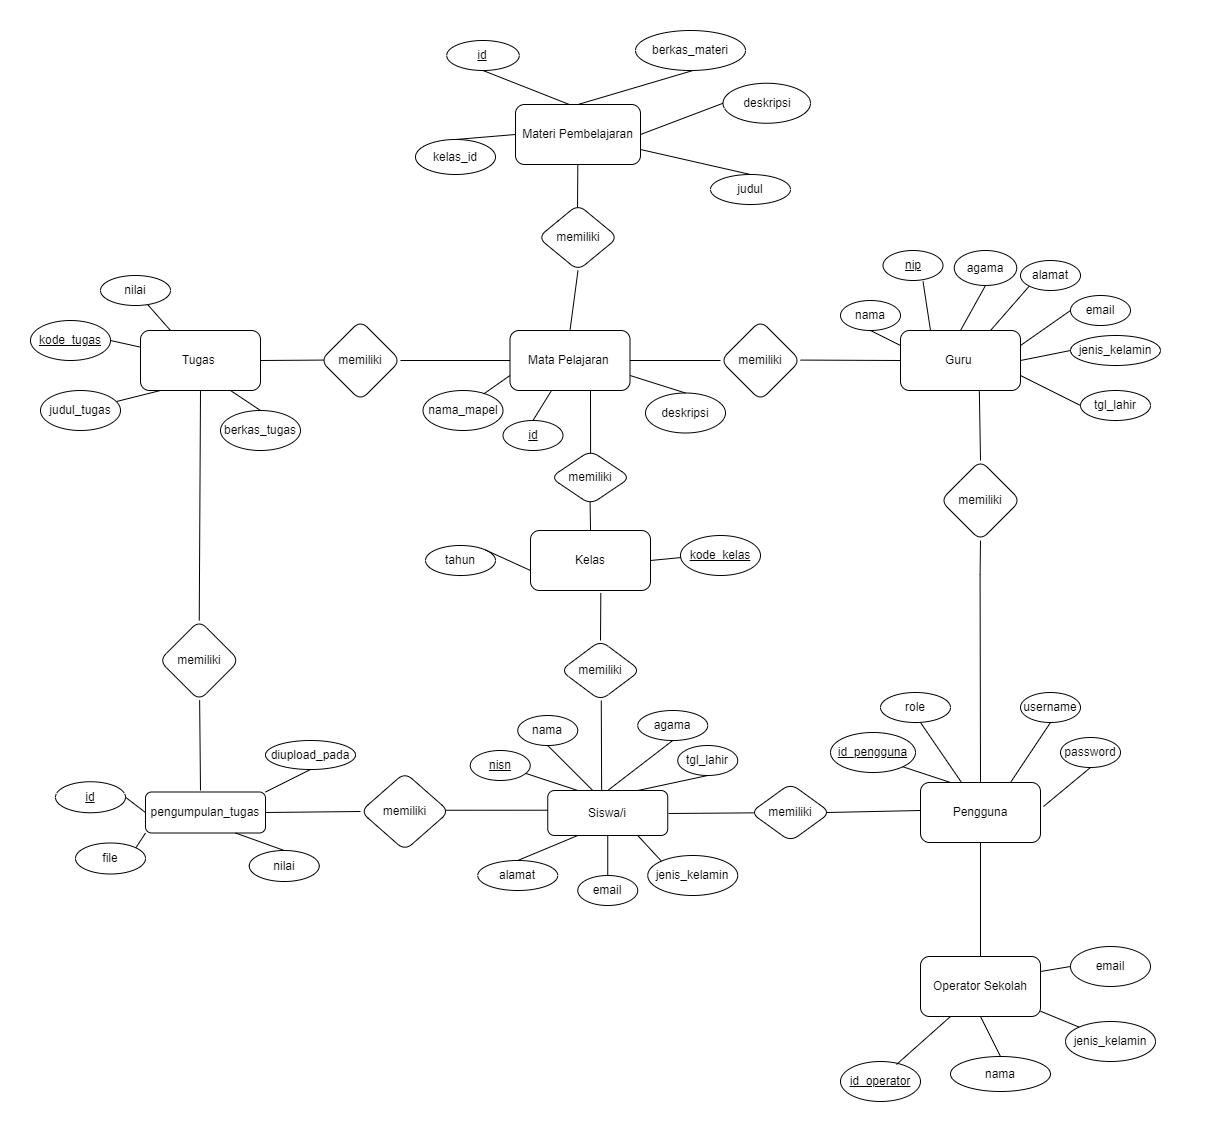 id
berkas_materi
deskripsi
Materi Pembelajaran
kelas_id
judul
memiliki
nip
agama
alamat
nilai
nama
email
kode_tugas
Tugas
memiliki
Mata Pelajaran
memiliki
Guru
jenis_kelamin
judul_tugas
berkas_tugas
nama_mapel
id
deskripsi
tgl_lahir
memiliki
memiliki
tahun
Kelas
kode_kelas
memiliki
memiliki
nama
agama
role
username
diupload_pada
nisn
tgl_lahir
id_pengguna
password
id
pengumpulan_tugas
memiliki
Siswa/i
memiliki
Pengguna
file
nilai
alamat
email
jenis_kelamin
email
Operator Sekolah
jenis_kelamin
id_operator
nama